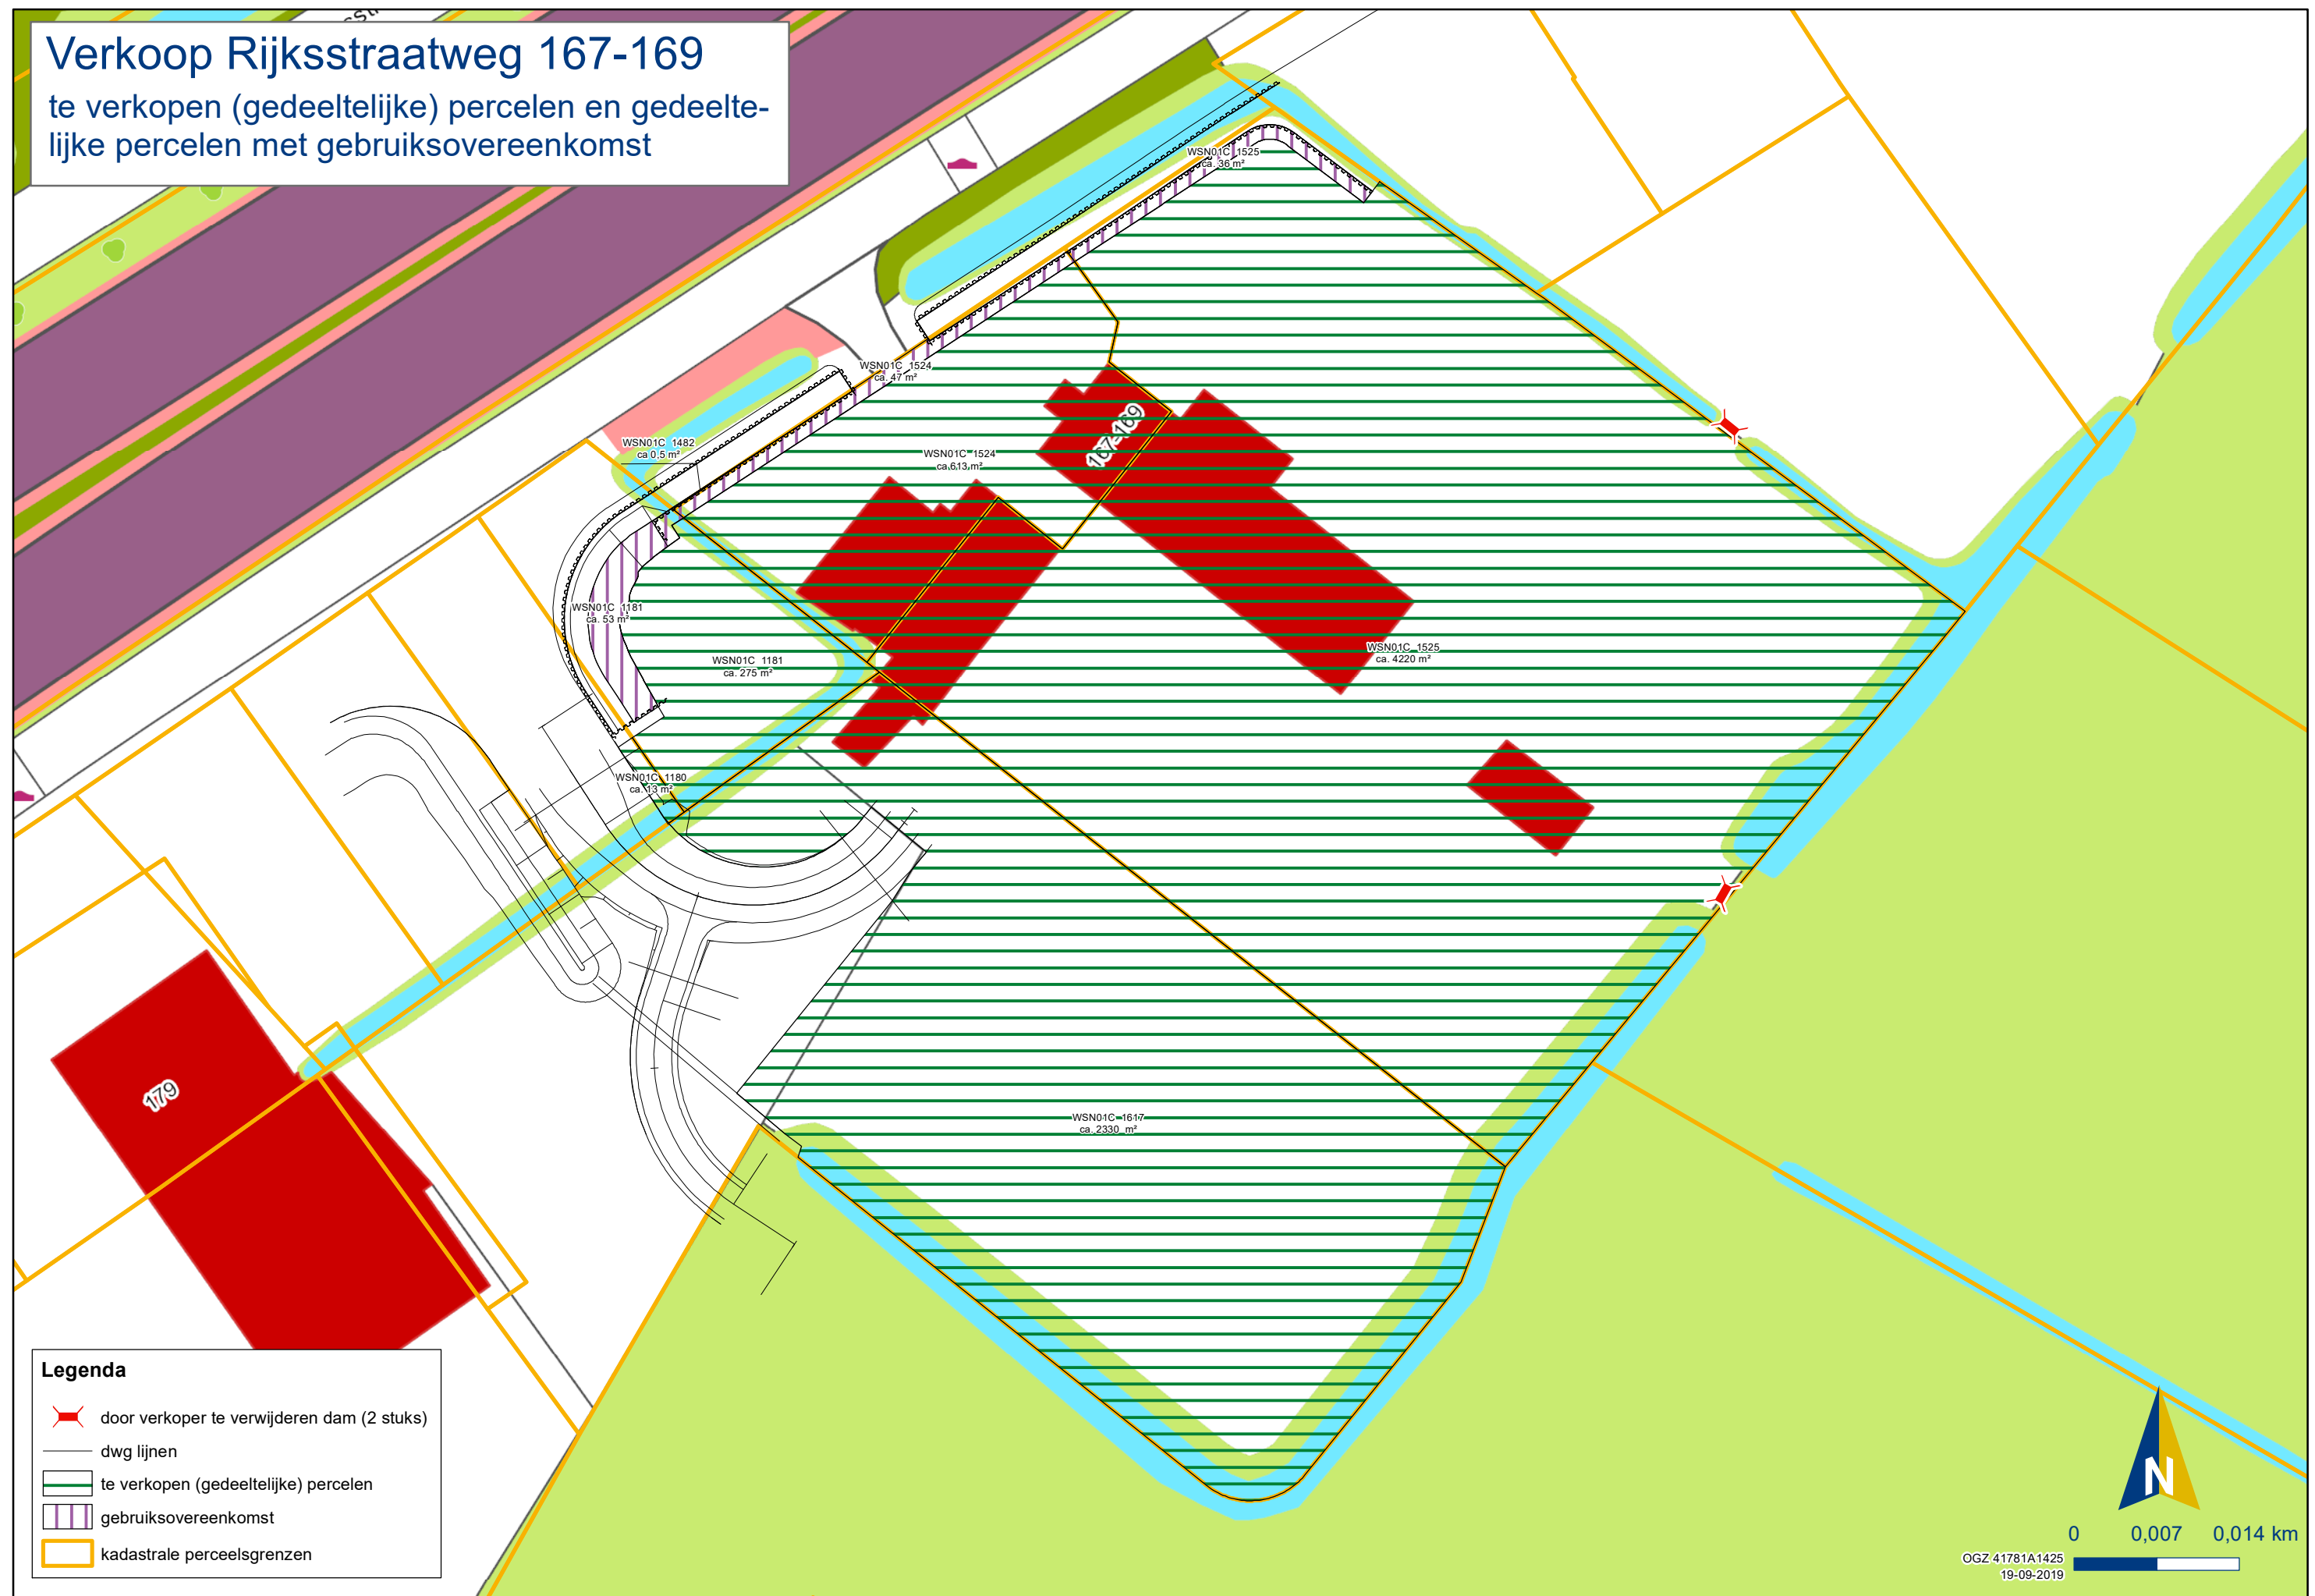 Verkoop Rijksstraatweg 167-169
te verkopen (gedeeltelijke) percelen en gedeelte-
lijke percelen met gebruiksovereenkomst
WSN01C 1525
ca. 36 m²
WSN01C 1524
ca. 47 m²
WSN01C 1482
ca 0,5 m²
WSN01C 1524
ca.613 m²
167-169
WSN01C 1181
ca. 53 m²
WSN01C 1181
ca. 275 m²
WSN01C 1525
ca. 4220 m²
WSN01C 1180
ca. 13 m²
179
WSN01C 1617
ca. 2330 m²
Legenda
door verkoper te verwijderen dam (2 stuks)
dwg lijnen
te verkopen (gedeeltelijke) percelen
gebruiksovereenkomst
kadastrale perceelsgrenzen
N
0 0,007 0,014 km
OGZ 41781A1425
19-09-2019